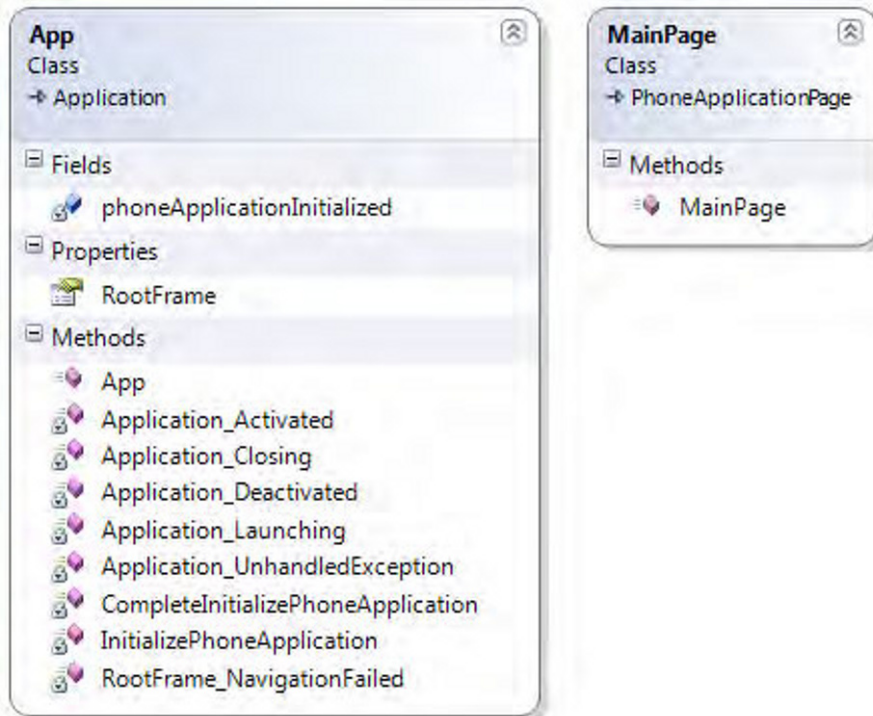 App
Class
Application
Fields
phoneApplicationInitialized
Properties
RootFrame
Methods
App
Application_Activated
Application_Closing
Application_Deactivated
Application_Launching
Application_UnhandledException
CompleteInitializePhoneApplication
InitializePhoneApplication
RootFrame_NavigationFailed
MainPage
Class
PhoneApplicationPage
Methods
MainPage